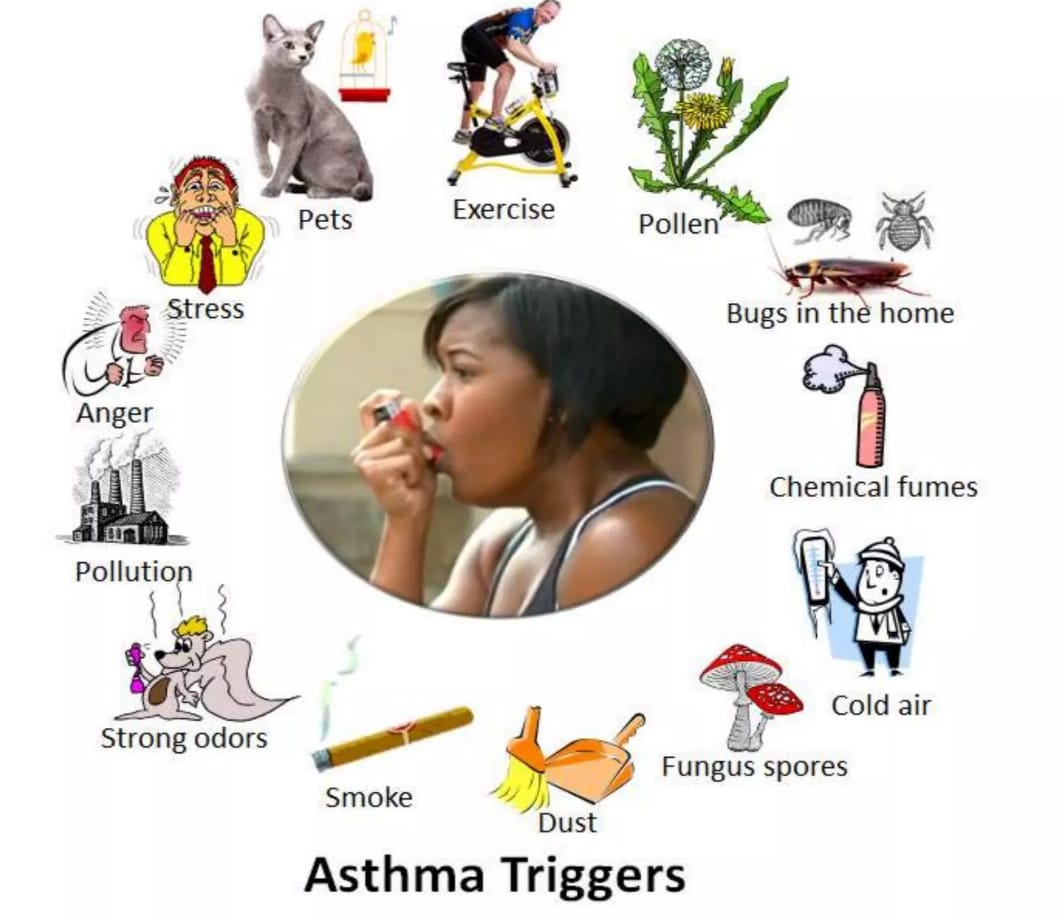 Pets
Exercise
Pollen
Bugs in the home
Chemical fumes
Cold air
Fungus spores
Dust
Smoke
Strong odors
Pollution
Anger
Stress
Asthma Triggers